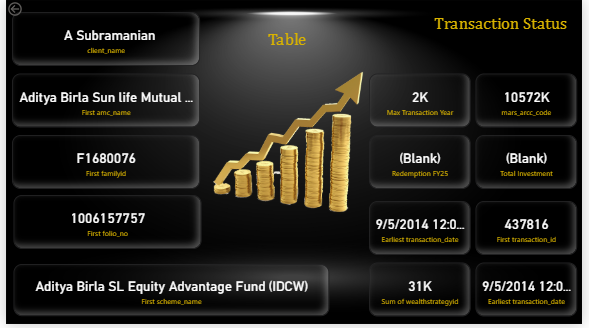 Transaction Status
A Subramanian
client_name
Table
Aditya Birla Sun life Mutual ...
First amc_name
2K
Max Transaction Year
10572K
mars_arcc_code
F1680076
First familyid
(Blank)
Redemption FY25
(Blank)
Total Investment
1006157757
First folio_no
9/5/2014 12:0...
Earliest transaction_date
437816
First transaction_id
Aditya Birla SL Equity Advantage Fund (IDCW)
First scheme_name
31K
Sum of wealthstrategyid
9/5/2014 12:0...
Earliest transaction_date